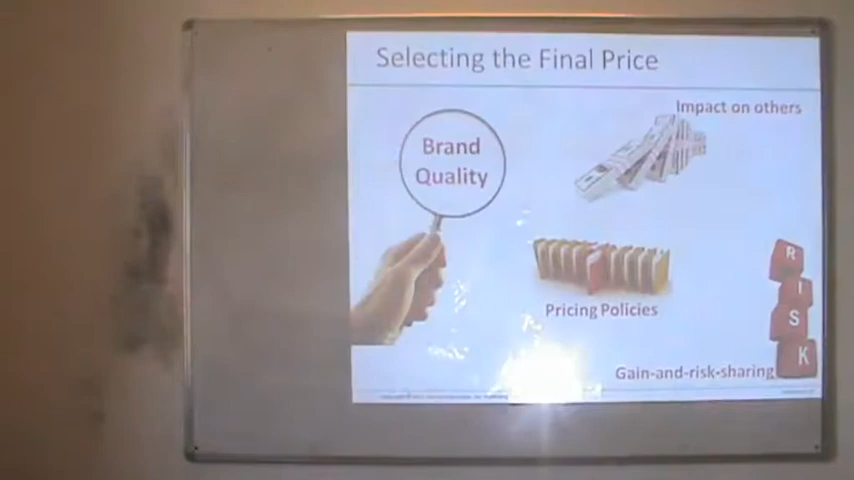 Selecting the Final Price
Impact on others
Brand
Quality
Pricing Policies
R
I
S
K
Gain-and-risk-sharing